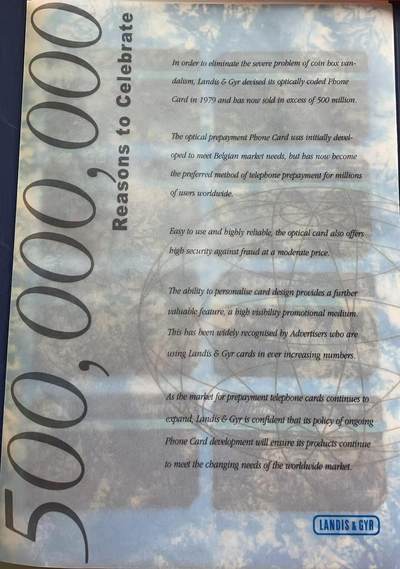 500,000,000
Reasons to Celebrate
In order to eliminate the severe problem of coin box van-
dalism, Landis & Gyr devised its optically coded Phone
Card in 1979 and has now sold in excess of 500 million.
The optical prepayment Phone Card was initially devel-
oped to meet Belgian market needs, but has now become
the preferred method of telephone prepayment for millions
of users worldwide.
Easy to use and highly reliable, the optical card also offers
high security against fraud at a moderate price.
The ability to personalise card design provides a further
valuable feature, a high visibility promotional medium.
This has been widely recognised by Advertisers who are
using Landis & Gyr cards in ever increasing numbers.
As the market for prepayment telephone cards continues to
expand, Landis & Gyr is confident that its policy of ongoing
Phone Card development will ensure its products continue
to meet the changing needs of the worldwide market.
LANDIS & GYR